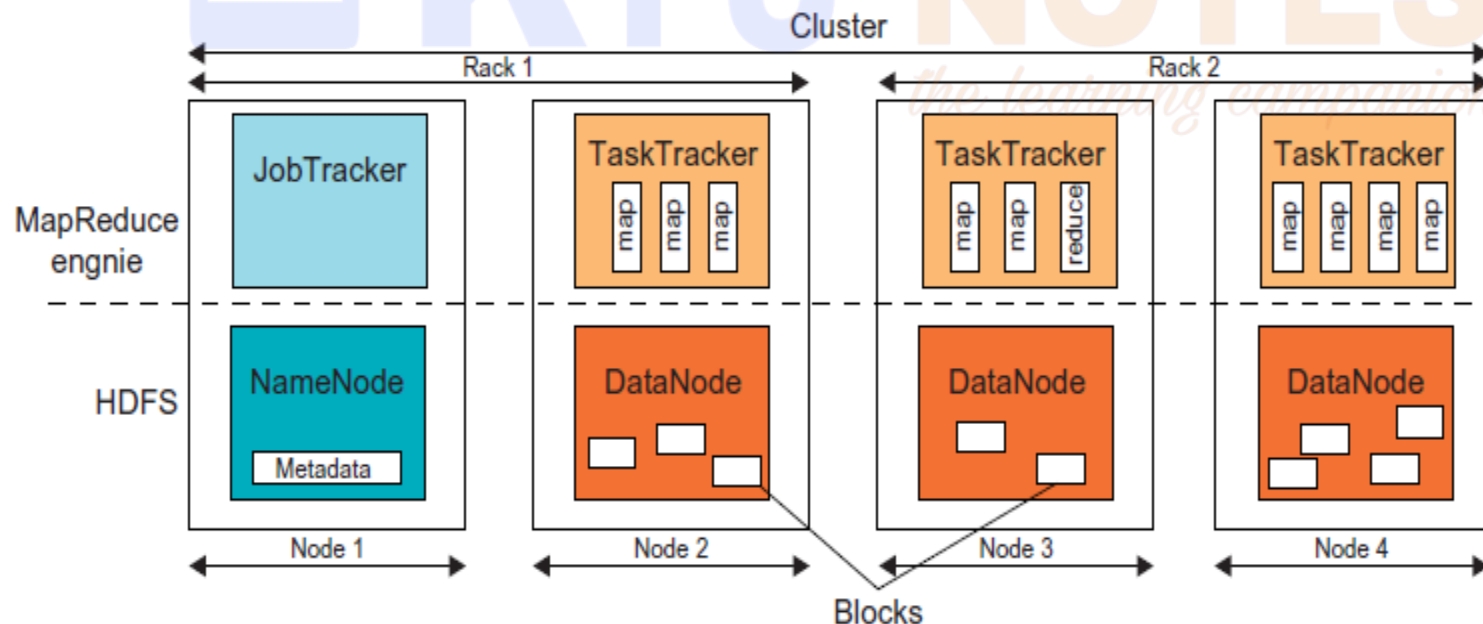 KTU NOTES
the learning companion
Cluster
Rack 1
Rack 2
JobTracker
TaskTracker
TaskTracker
TaskTracker
map
map
map
map
map
reduce
map
map
map
map
MapReduce
engnie
HDFS
NameNode
Metadata
DataNode
DataNode
DataNode
Node 1
Node 2
Node 3
Node 4
Blocks